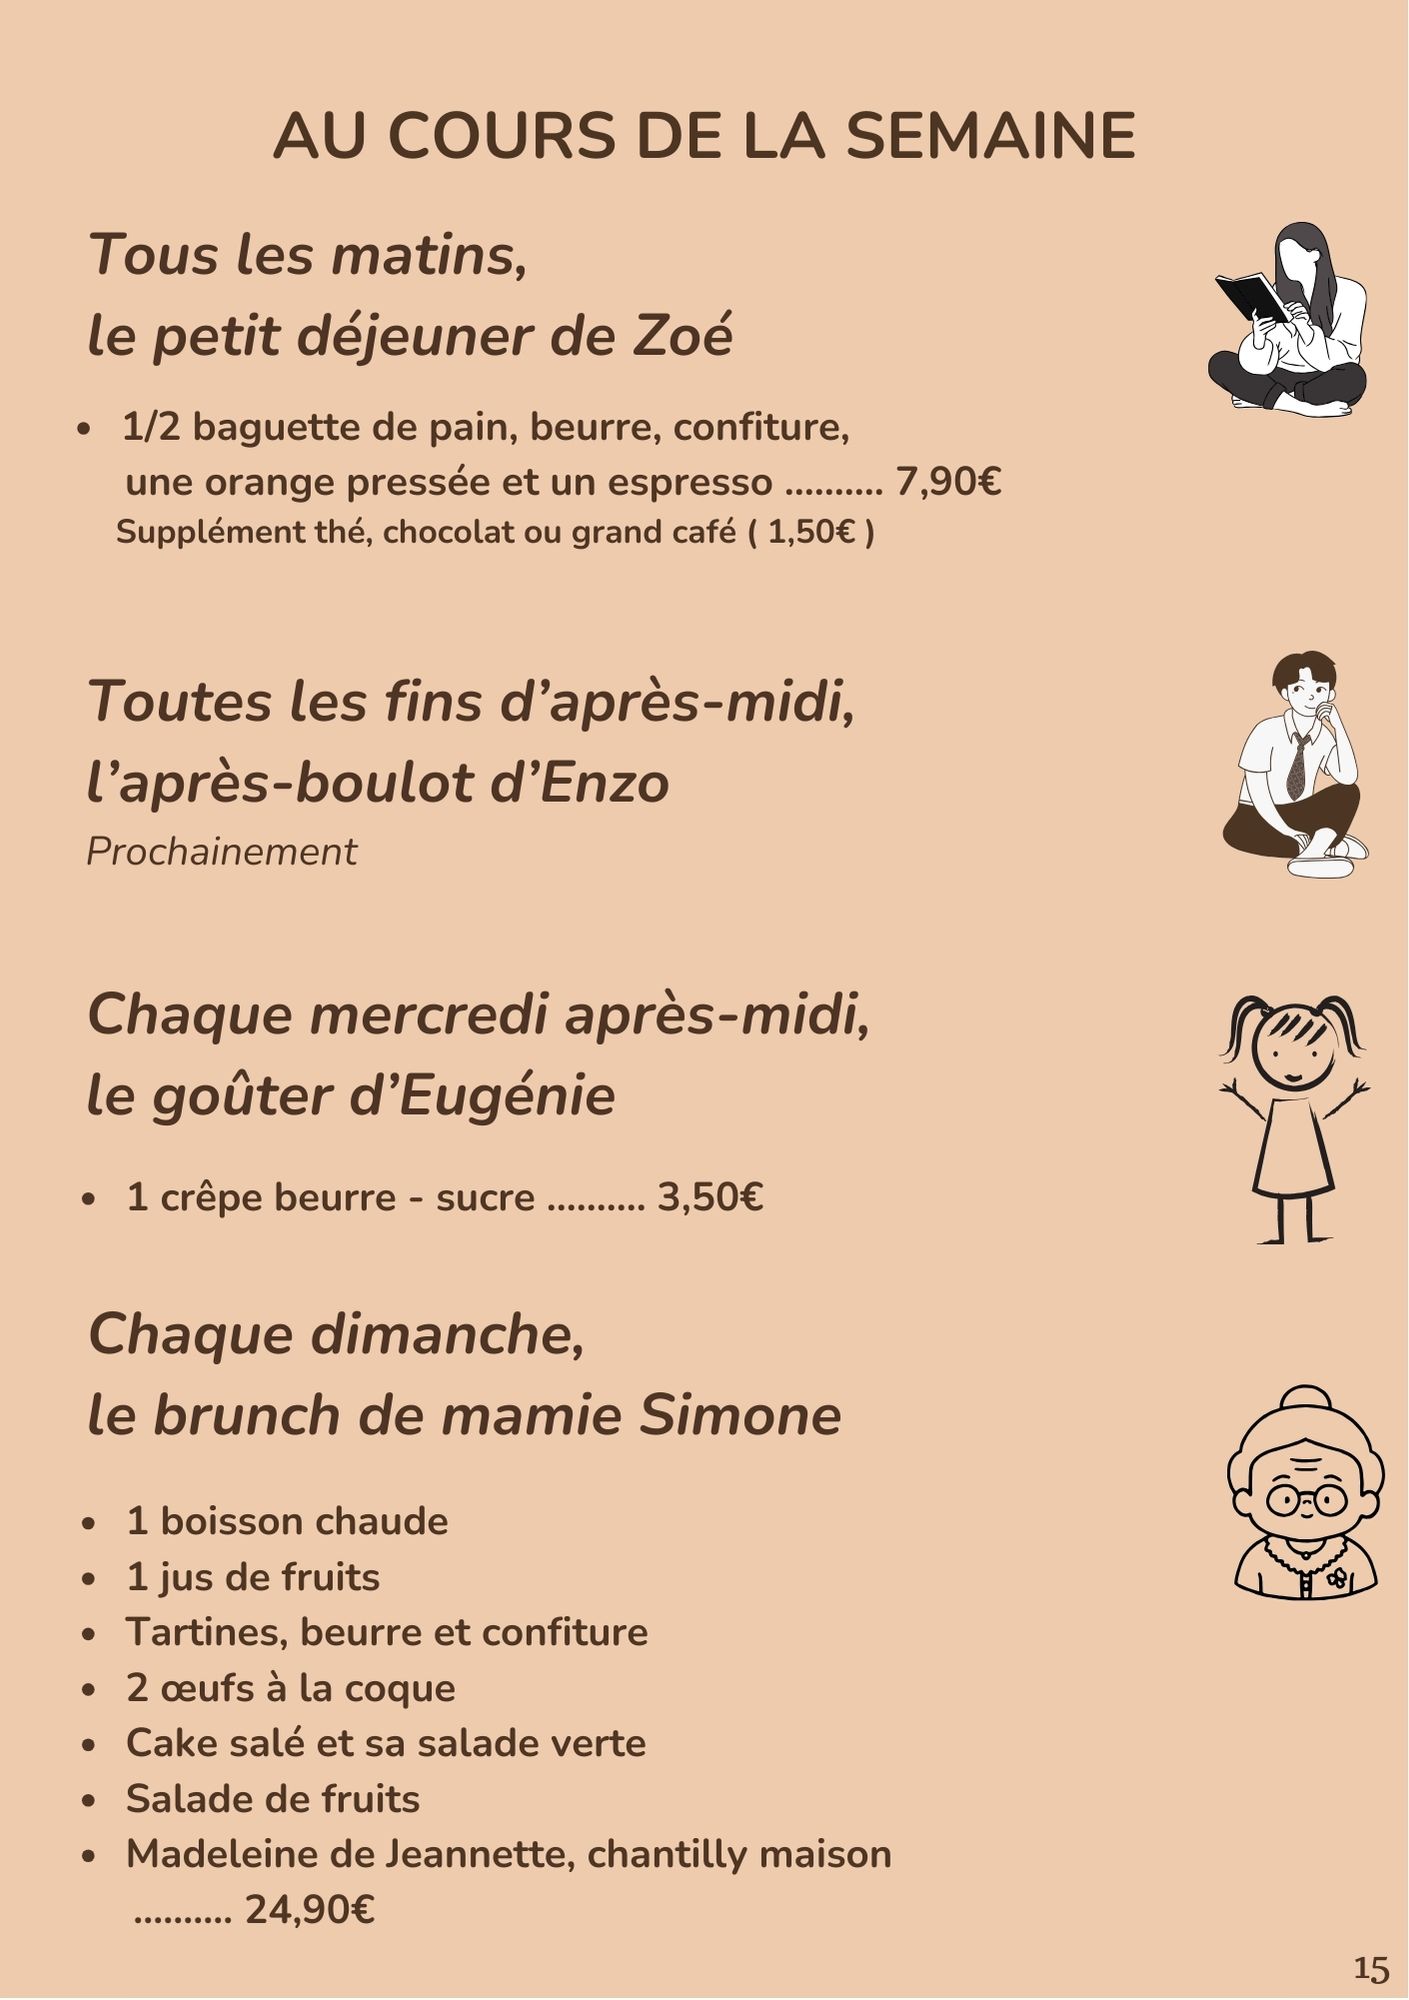 AU COURS DE LA SEMAINE
Tous les matins,
le petit déjeuner de Zoé
• 1/2 baguette de pain, beurre, confiture,
une orange pressée et un espresso .......... 7,90€
Supplément thé, chocolat ou grand café ( 1,50€ )
Toutes les fins d’après-midi,
l’après-boulot d’Enzo
Prochainement
Chaque mercredi après-midi,
le goûter d’Eugénie
• 1 crêpe beurre - sucre .......... 3,50€
Chaque dimanche,
le brunch de mamie Simone
• 1 boisson chaude
• 1 jus de fruits
• Tartines, beurre et confiture
• 2 œufs à la coque
• Cake salé et sa salade verte
• Salade de fruits
• Madeleine de Jeannette, chantilly maison
.......... 24,90€
15